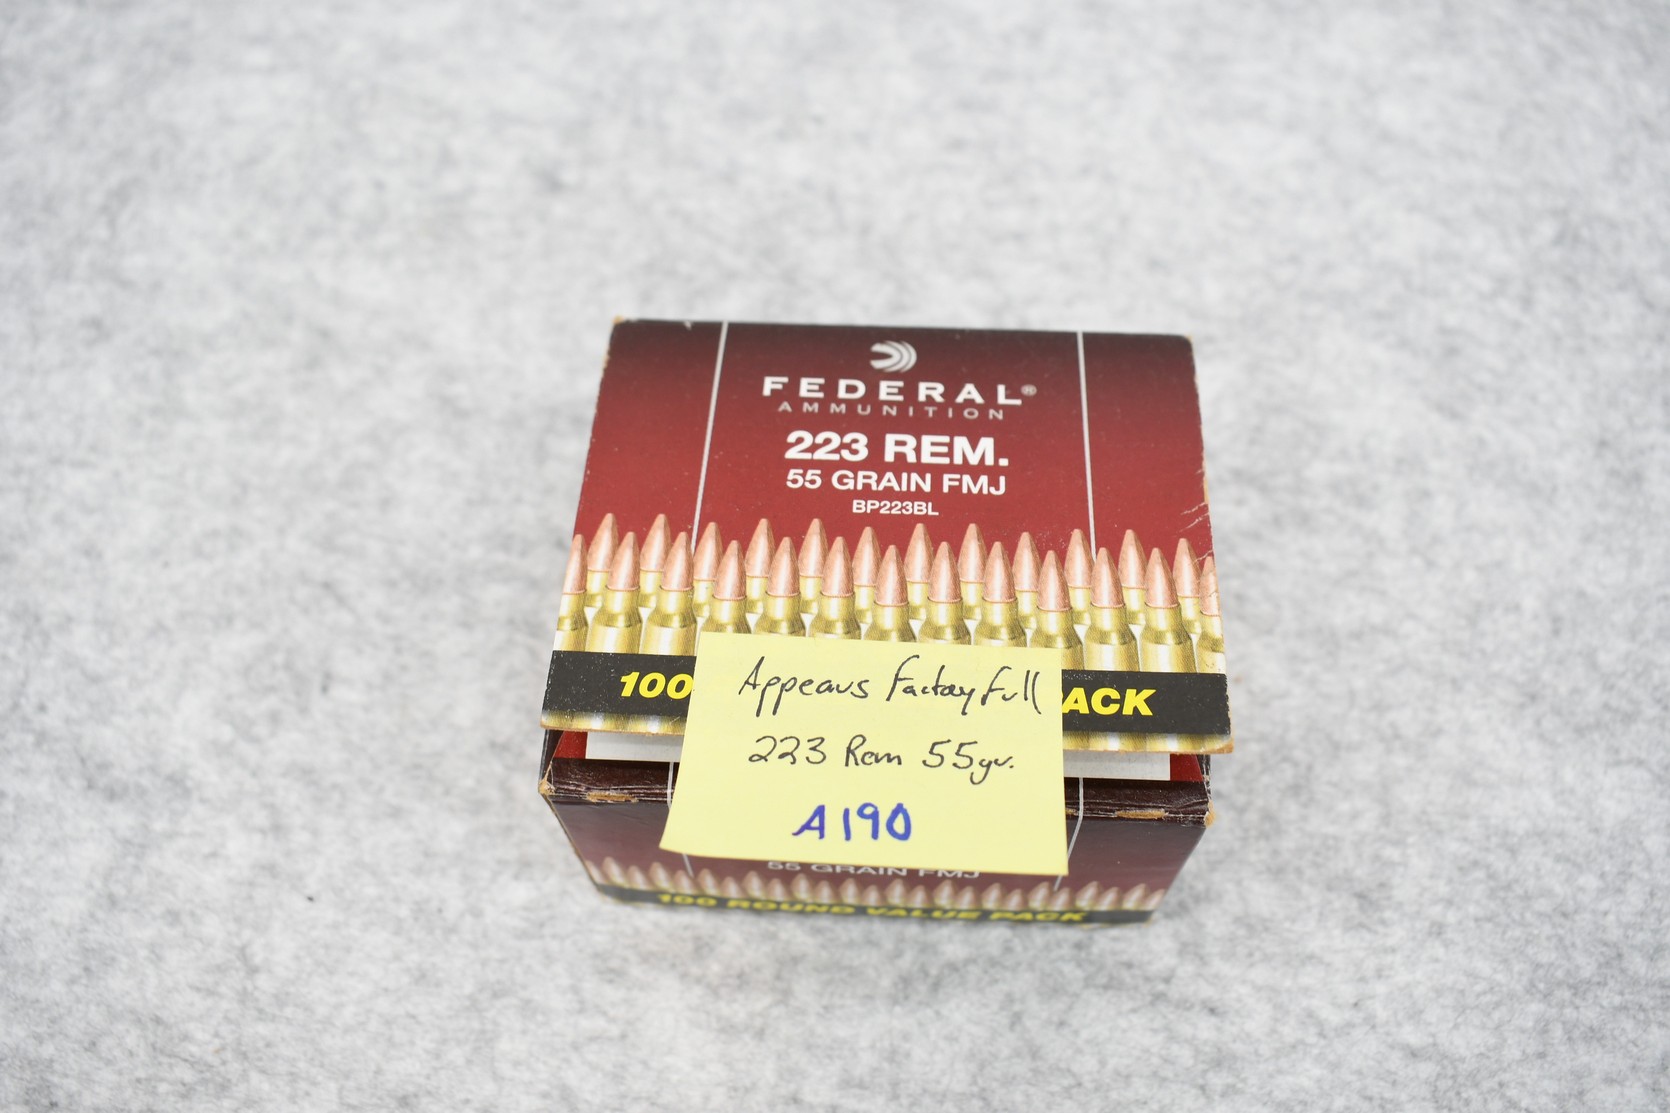 FEDERAL®
AMMUNITION
223 REM.
55 GRAIN FMJ
BP223BL
100 ACK
Appears factory full
223 Rem 55gr.
A190
55 GRAIN FMJ
100 ROUND VALUE PACK